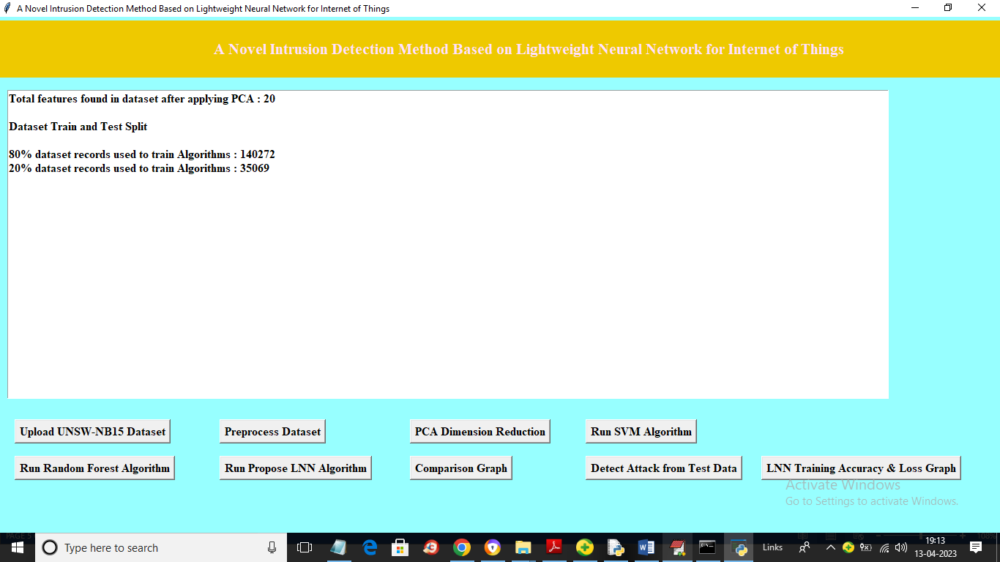 A Novel Intrusion Detection Method Based on Lightweight Neural Network for Internet of Things
A Novel Intrusion Detection Method Based on Lightweight Neural Network for Internet of Things
Total features found in dataset after applying PCA : 20
Dataset Train and Test Split
80% dataset records used to train Algorithms : 140272
20% dataset records used to train Algorithms : 35069
Upload UNSW-NB15 Dataset
Preprocess Dataset
PCA Dimension Reduction
Run SVM Algorithm
Run Random Forest Algorithm
Run Propose LNN Algorithm
Comparison Graph
Detect Attack from Test Data
LNN Training Accuracy & Loss Graph
Activate Windows
Go to Settings to activate Windows.
Type here to search
Links
19:13
13-04-2023